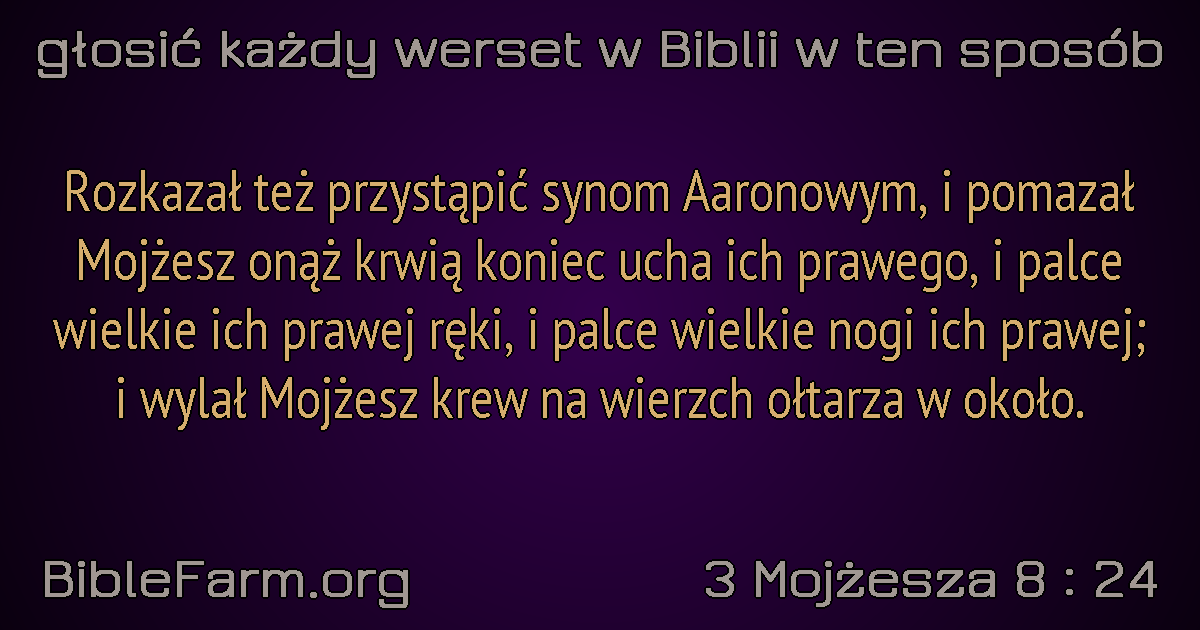 głosić każdy werset w Biblii w ten sposób
Rozkazał też przystąpić synom Aaronowym, i pomazał
Mojżesz onąż krwią koniec ucha ich prawego, i palce
wielkie ich prawej ręki, i palce wielkie nogi ich prawej;
i wylał Mojżesz krew na wierzch ołtarza w około.
BibleFarm.org
3 Mojżesza 8 : 24